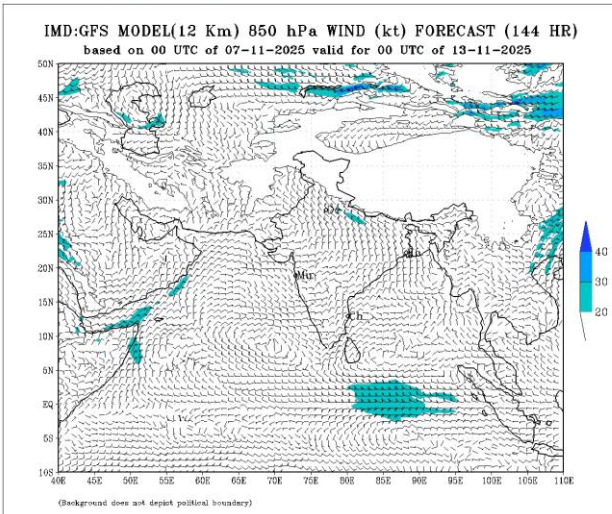 IMD:GFS MODEL(12 Km) 850 hPa WIND (kt) FORECAST (144 HR)
based on 00 UTC of 07-11-2025 valid for 00 UTC of 13-11-2025
50N
45N
40N
35N
30N
25N
20N
15N
10N
5N
EQ
5S
10S
40E 45E 50E 55E 60E 65E 70E 75E 80E 85E 90E 95E 100E 105E 110E
Mu
Ch
40
30
20
(Background does not depict political boundary)